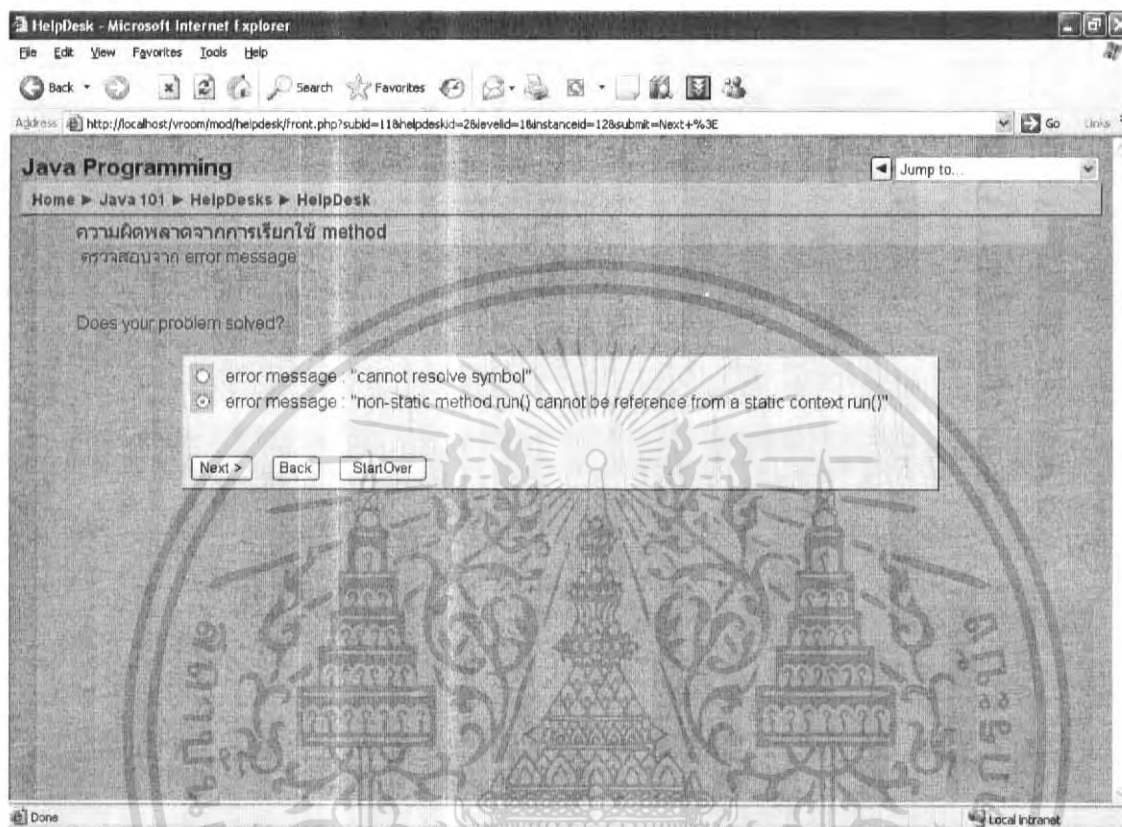 HelpDesk - Microsoft Internet Explorer
File Edit View Favorites Tools Help
Back Search Favorites
Address http://localhost/vroom/mod/helpdesk/front.php?subid=11&helpdeskid=2&levelid=1&instanceid=12&submit=Next+%3E Go Links
Java Programming
Jump to...
Home ► Java 101 ► HelpDesks ► HelpDesk
ความผิดพลาดจากการเรียกใช้ method
ตรวจสอบจาก error message
Does your problem solved?
error message : "cannot resolve symbol"
error message : "non-static method run() cannot be reference from a static context run()"
Next > Back StartOver
Done
Local intranet